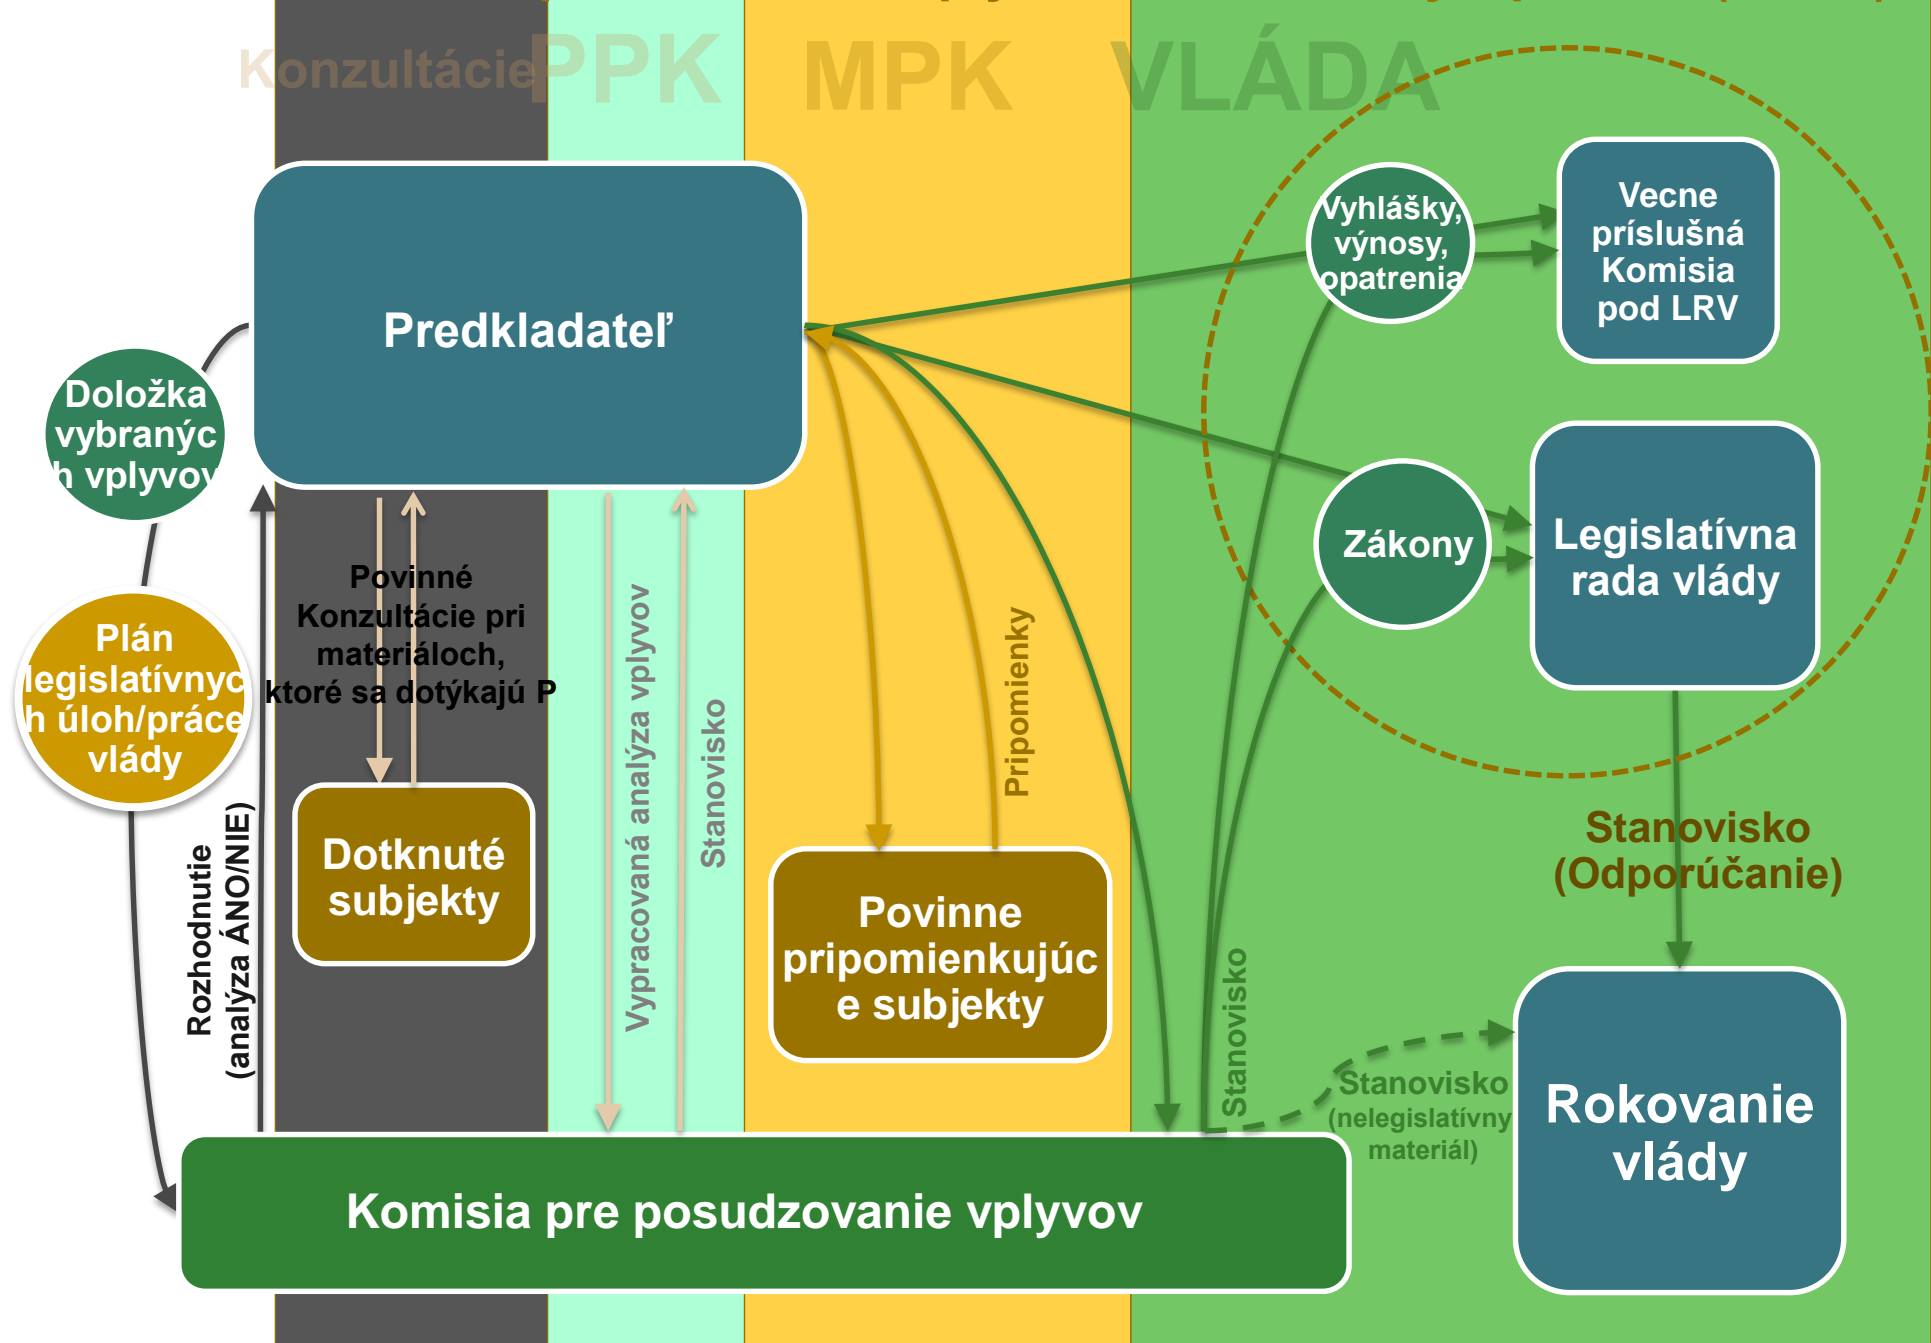 Konzultácie
PPK
MPK
VLÁDA
Predkladateľ
Vyhlášky,
výnosy,
opatrenia
Vecne
príslušná
Komisia
pod LRV
Doložka
vybranýc
h vplyvov
Zákony
Legislatívna
rada vlády
Plán
legislatívnyc
h úloh/práce
vlády
Povinné
Konzultácie pri
materiáloch,
ktoré sa dotýkajú P
Rozhodnutie
(analýza ÁNO/NIE)
Dotknuté
subjekty
Vypracovaná analýza vplyvov
Stanovisko
Pripomienky
Povinne
pripomienkujúc
e subjekty
Stanovisko
(Odporúčanie)
Stanovisko
Stanovisko
(nelegislatívny
materiál)
Rokovanie
vlády
Komisia pre posudzovanie vplyvov